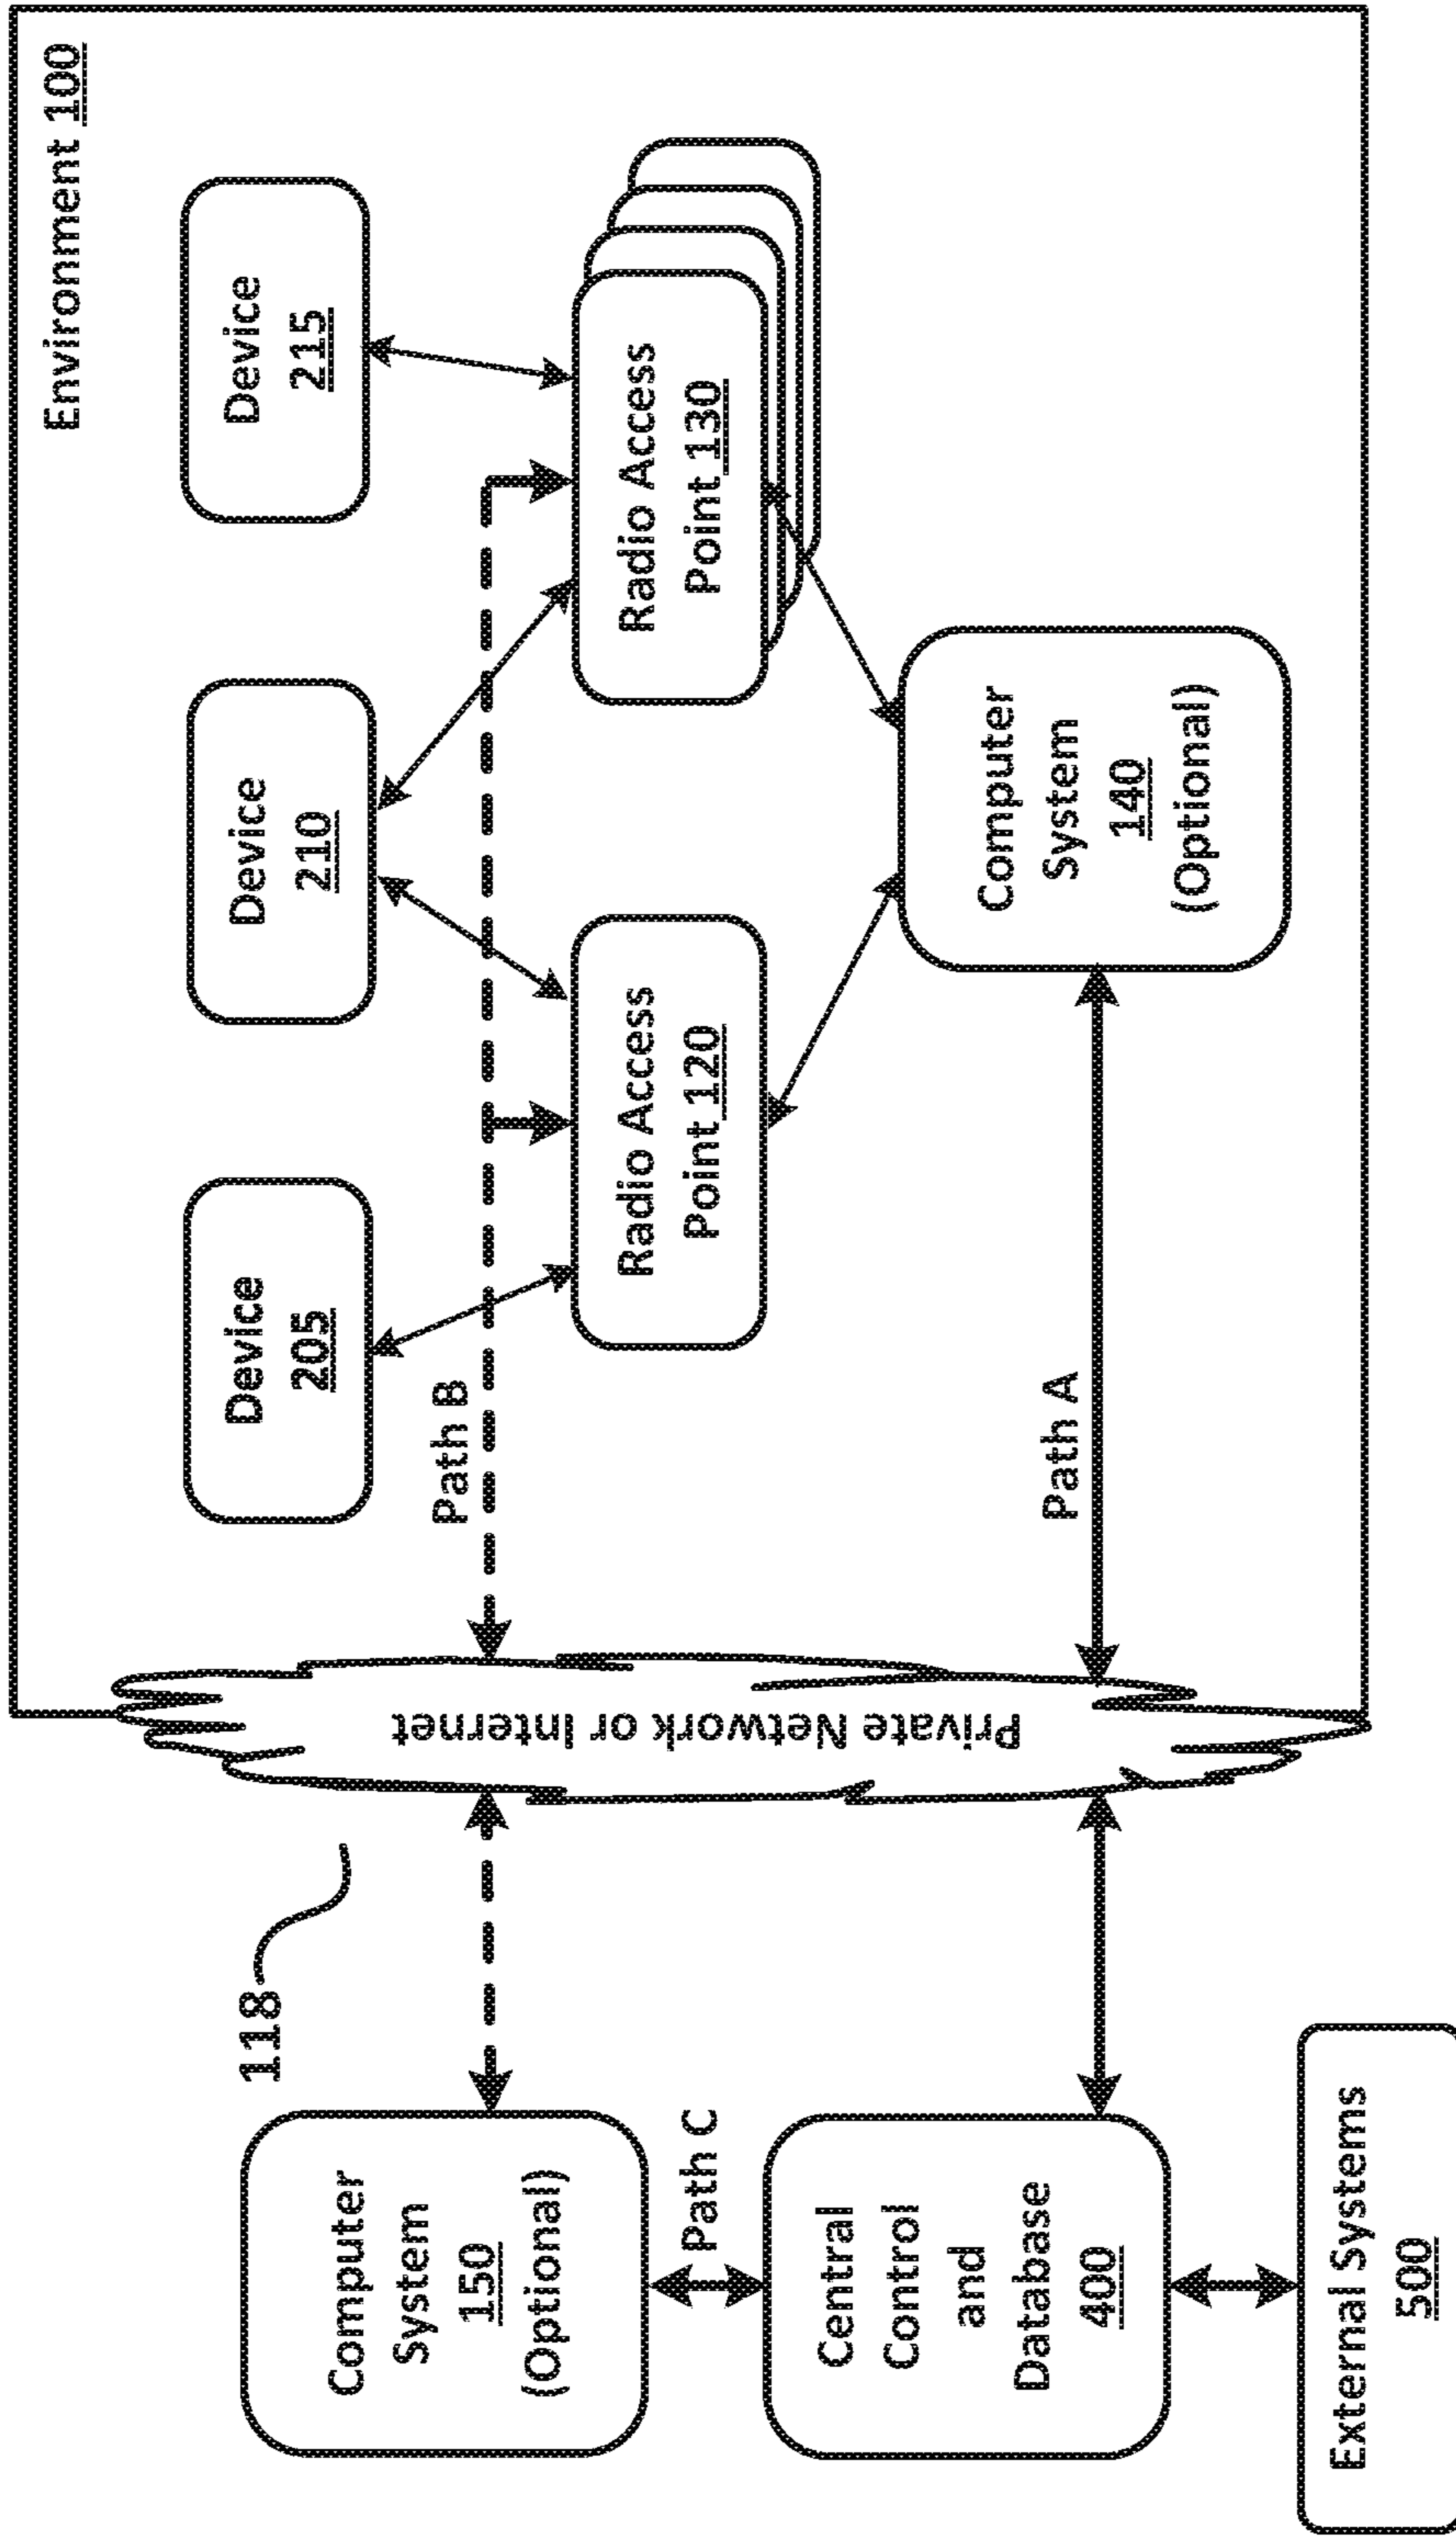 Environment 100
Device
205
Device
210
Device
215
118
Path B
Computer
System
150
(Optional)
Private Network or Internet
Radio Access
Point 120
Radio Access
Point 130
Path C
Central
Control
and
Database
400
Path A
Computer
System
140
(Optional)
External Systems
500